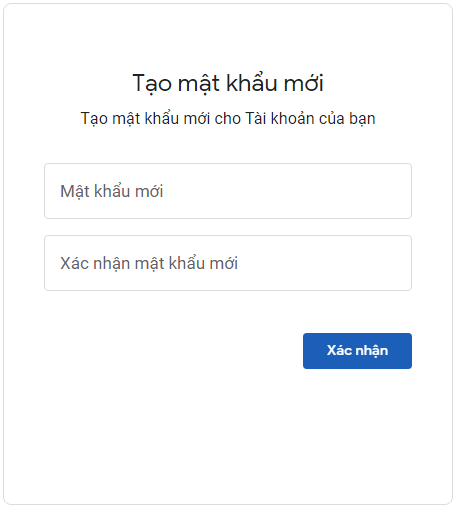 Tạo mật khẩu mới
Tạo mật khẩu mới cho Tài khoản của bạn
Mật khẩu mới
Xác nhận mật khẩu mới
Xác nhận